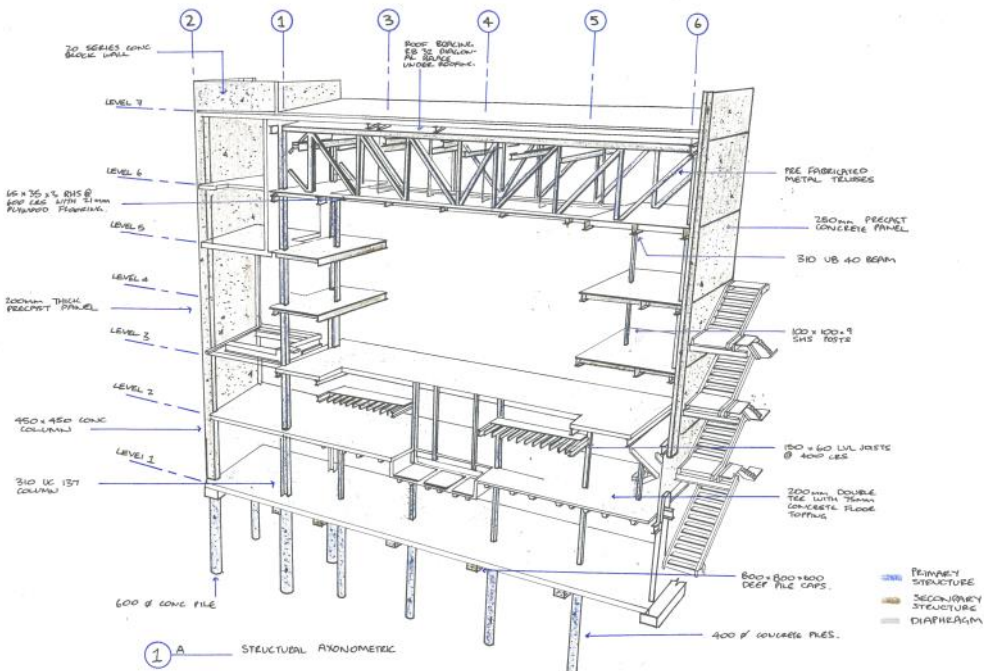 2
1
3
4
5
6
20 SERIES CONC
BLOCK WALL
ROOF BRACING
RB 32 DIAGON-
AL BRACE
UNDER ROOFING.
LEVEL 7
LEVEL 6
PRE FABRICATED
METAL TRUSSES
65 x 35 x 3 RHS @
600 CRS WITH 21mm
PLYWOOD FLOORING.
LEVEL 5
250mm PRECAST
CONCRETE PANEL
310 UB 40 BEAM
LEVEL 4
200mm THICK
PRECAST PANEL
100 x 100 x 9
SHS POSTS
LEVEL 3
LEVEL 2
450 x 450 CONC
COLUMN
150 x 60 LVL JOISTS
@ 400 CRS
LEVEL 1
310 UC 137
COLUMN
200mm DOUBLE
TEE WITH 75mm
CONCRETE FLOOR
TOPPING
800 x 800 x 600
DEEP PILE CAPS.
PRIMARY
STRUCTURE
SECONDARY
STRUCTURE
DIAPHRAGM
600 ø CONC PILE
400 ø CONCRETE PILES.
1 A STRUCTURAL AXONOMETRIC